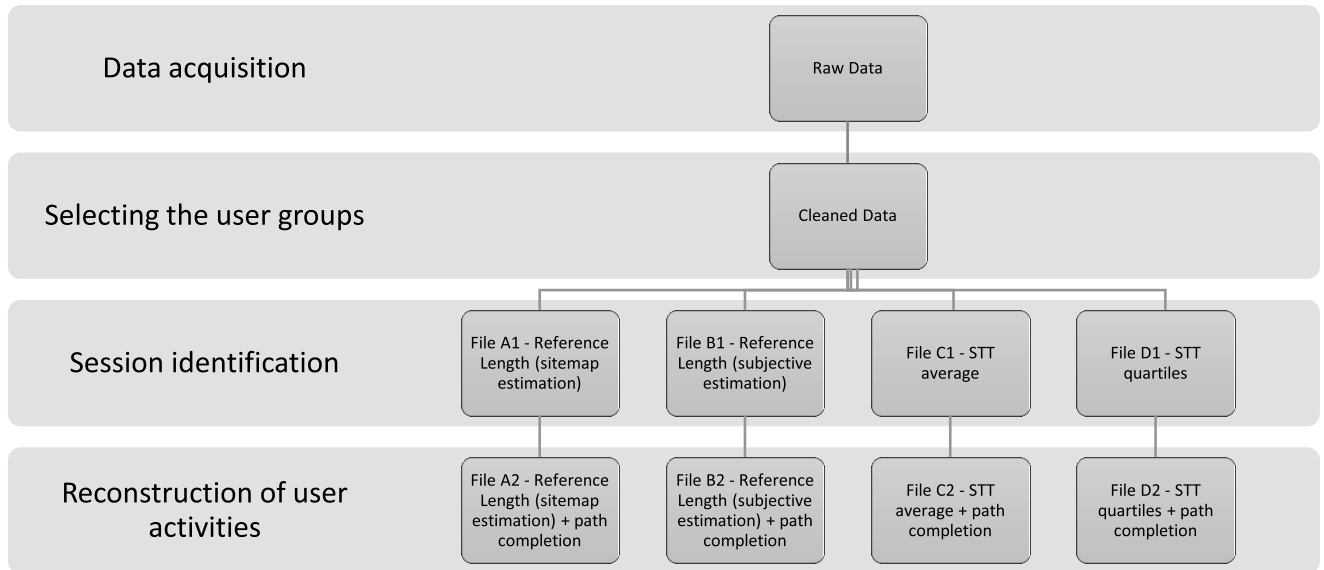 Data acquisition
Raw Data
Selecting the user groups
Cleaned Data
Session identification
File A1 - Reference
Length (sitemap
estimation)
File B1 - Reference
Length (subjective
estimation)
File C1 - STT
average
File D1 - STT
quartiles
Reconstruction of user
activities
File A2 - Reference
Length (sitemap
estimation) + path
completion
File B2 - Reference
Length (subjective
estimation) + path
completion
File C2 - STT
average + path
completion
File D2 - STT
quartiles + path
completion